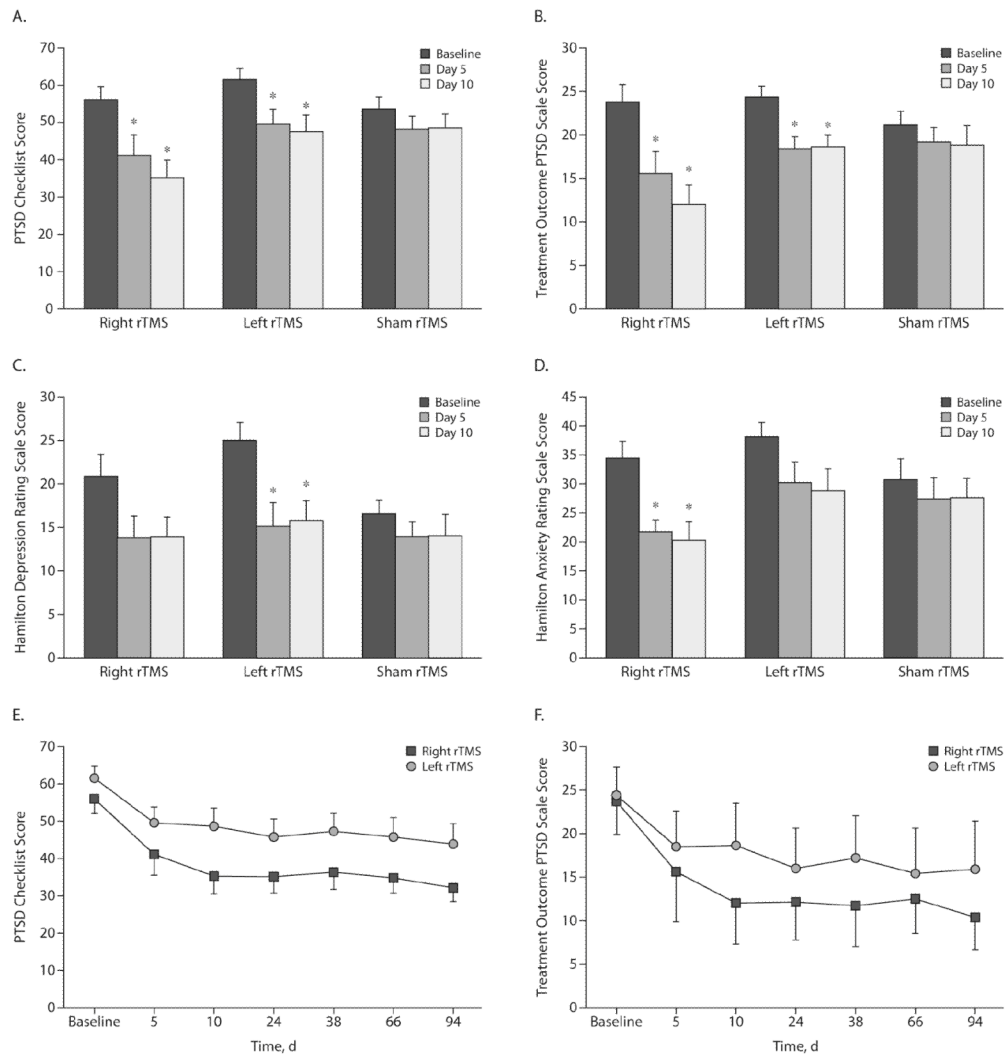 A.
PTSD Checklist Score
70
60
50
40
30
20
10
0
Baseline
Day 5
Day 10
*
*
*
*
Right rTMS
Left rTMS
Sham rTMS
B.
Treatment Outcome PTSD Scale Score
30
25
20
15
10
5
0
Baseline
Day 5
Day 10
*
*
*
*
Right rTMS
Left rTMS
Sham rTMS
C.
Hamilton Depression Rating Scale Score
30
25
20
15
10
5
0
Baseline
Day 5
Day 10
*
*
Right rTMS
Left rTMS
Sham rTMS
D.
Hamilton Anxiety Rating Scale Score
45
40
35
30
25
20
15
10
5
0
Baseline
Day 5
Day 10
*
*
Right rTMS
Left rTMS
Sham rTMS
E.
PTSD Checklist Score
70
60
50
40
30
20
10
0
Right rTMS
Left rTMS
Baseline
5
10
24
38
66
94
Time, d
F.
Treatment Outcome PTSD Scale Score
30
25
20
15
10
5
0
Right rTMS
Left rTMS
Baseline
5
10
24
38
66
94
Time, d